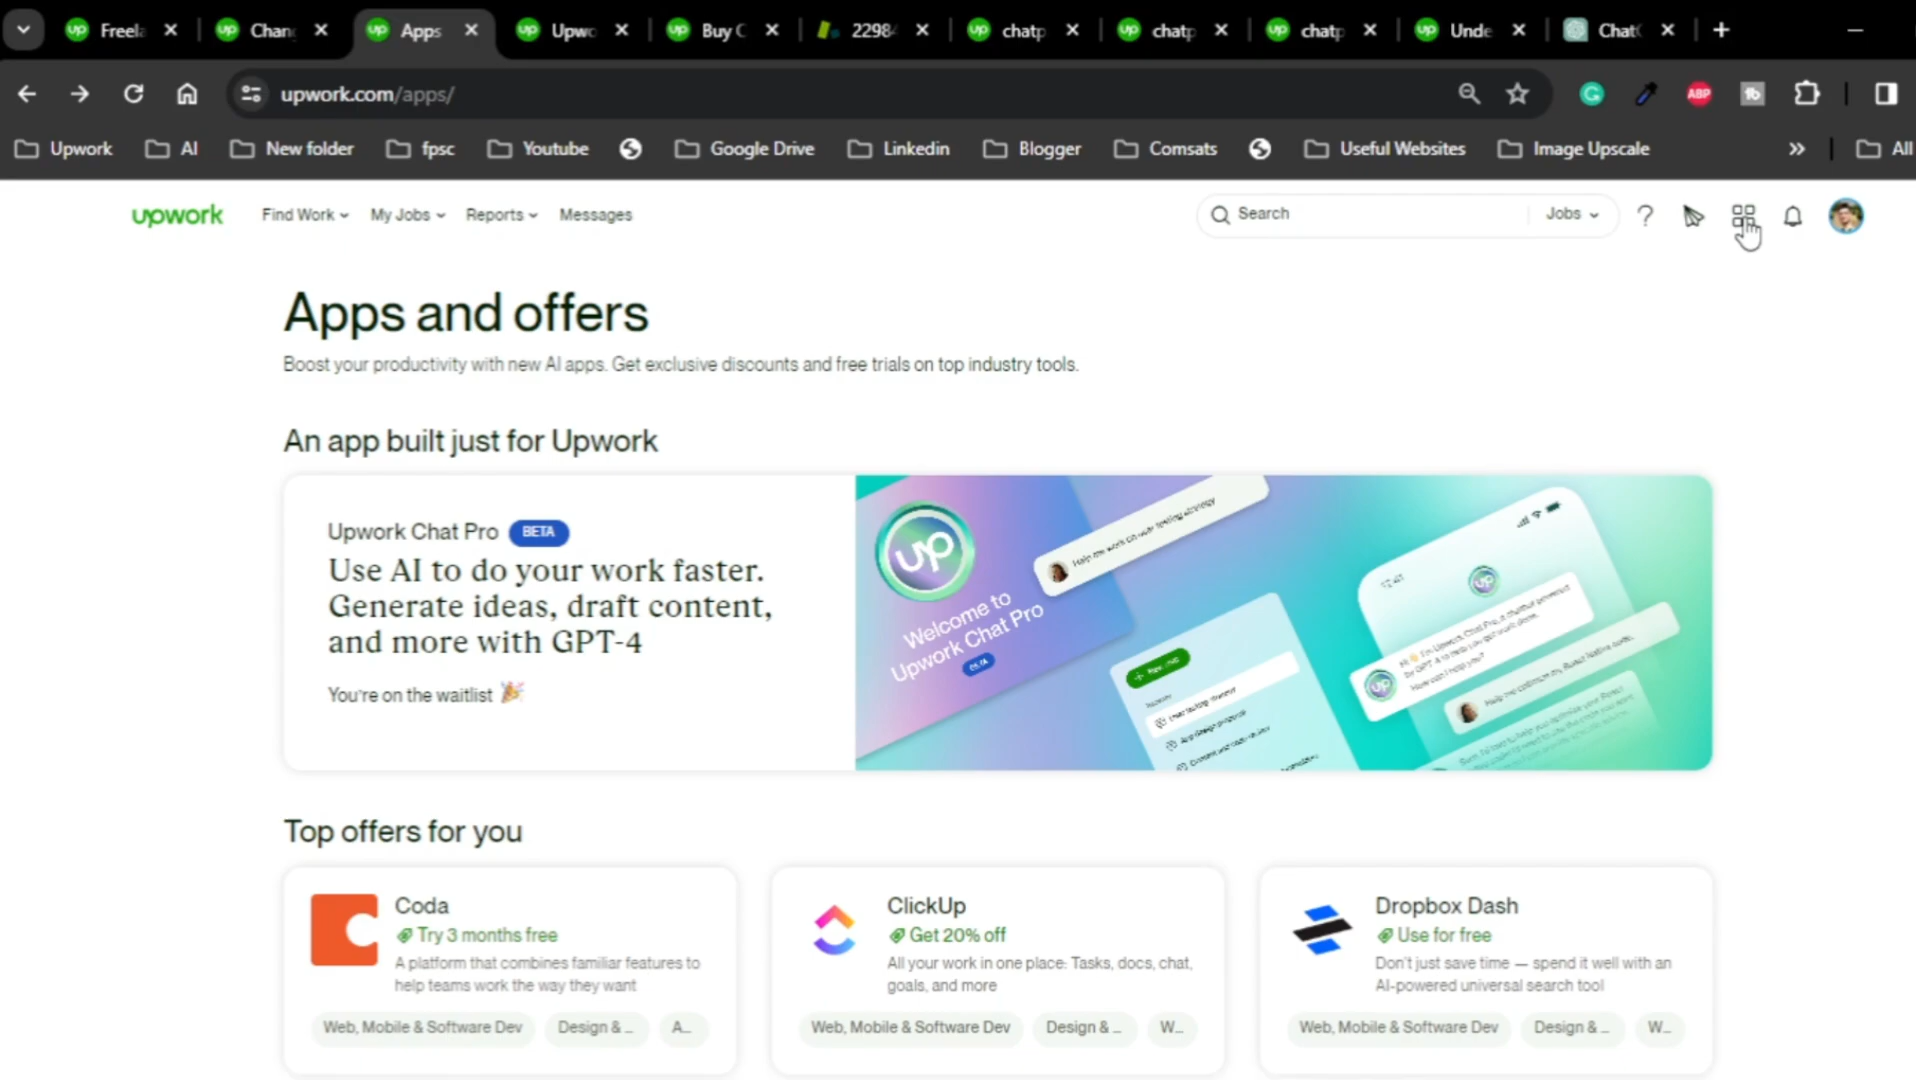 Freela
Chan
Apps
Upwo
Buy C
2298
chatp
chatp
chatp
Unde
Chat
upwork.com/apps/
ABP
Upwork
AI
New folder
fpsc
Youtube
Google Drive
Linkedin
Blogger
Comsats
Useful Websites
Image Upscale
All
upwork
Find Work
My Jobs
Reports
Messages
Search
Jobs
Apps and offers
Boost your productivity with new AI apps. Get exclusive discounts and free trials on top industry tools.
An app built just for Upwork
Upwork Chat Pro BETA
Use AI to do your work faster.
Generate ideas, draft content,
and more with GPT-4
You're on the waitlist
up
Welcome to
Upwork Chat Pro
BETA
Top offers for you
Coda
Try 3 months free
A platform that combines familiar features to
help teams work the way they want
Web, Mobile & Software Dev
Design & ...
A...
ClickUp
Get 20% off
All your work in one place: Tasks, docs, chat,
goals, and more
Web, Mobile & Software Dev
Design & ...
W...
Dropbox Dash
Use for free
Don't just save time — spend it well with an
AI-powered universal search tool
Web, Mobile & Software Dev
Design & ...
W...